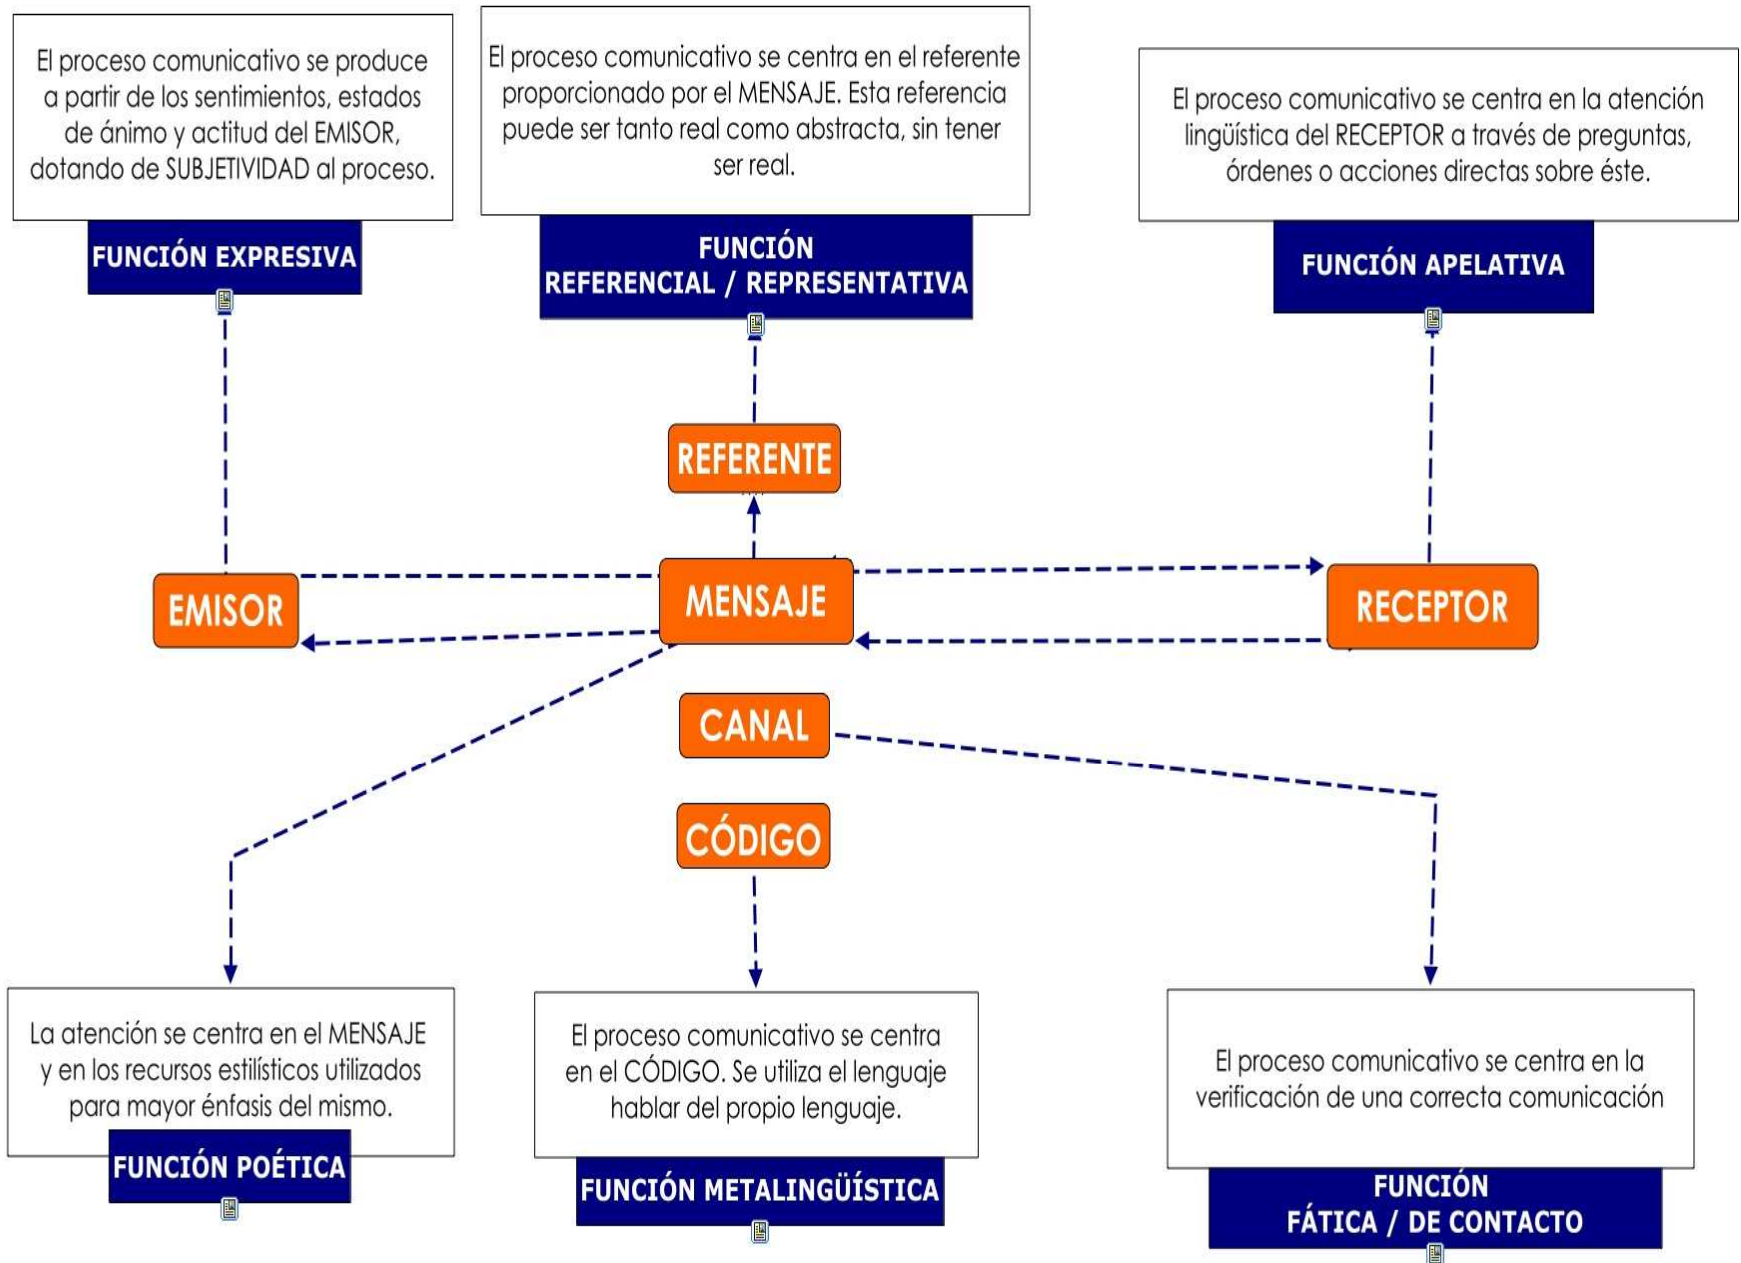 El proceso comunicativo se produce
a partir de los sentimientos, estados
de ánimo y actitud del EMISOR,
dotando de SUBJETIVIDAD al proceso.
FUNCIÓN EXPRESIVA
El proceso comunicativo se centra en el referente
proporcionado por el MENSAJE. Esta referencia
puede ser tanto real como abstracta, sin tener
ser real.
FUNCIÓN
REFERENCIAL / REPRESENTATIVA
El proceso comunicativo se centra en la atención
lingüística del RECEPTOR a través de preguntas,
órdenes o acciones directas sobre éste.
FUNCIÓN APELATIVA
REFERENTE
EMISOR
MENSAJE
RECEPTOR
CANAL
CÓDIGO
La atención se centra en el MENSAJE
y en los recursos estilísticos utilizados
para mayor énfasis del mismo.
FUNCIÓN POÉTICA
El proceso comunicativo se centra
en el CÓDIGO. Se utiliza el lenguaje
hablar del propio lenguaje.
FUNCIÓN METALINGÜÍSTICA
El proceso comunicativo se centra en la
verificación de una correcta comunicación
FUNCIÓN
FÁTICA / DE CONTACTO